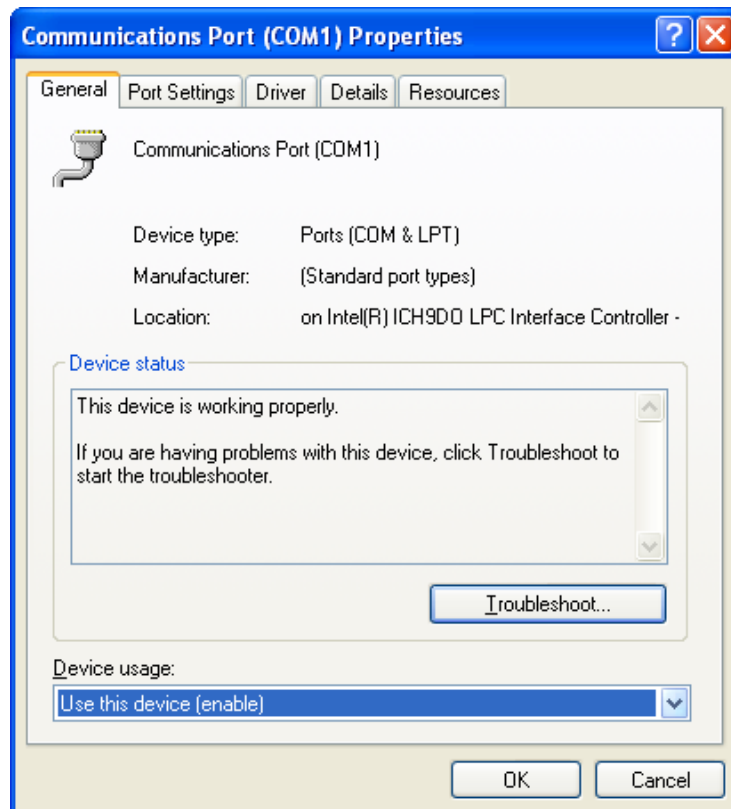 Communications Port (COM1) Properties
General Port Settings Driver Details Resources
Communications Port (COM1)
Device type: Ports (COM & LPT)
Manufacturer: (Standard port types)
Location: on Intel(R) ICH9DO LPC Interface Controller -
Device status
This device is working properly.
If you are having problems with this device, click Troubleshoot to
start the troubleshooter.
Troubleshoot...
Device usage:
Use this device (enable)
OK Cancel